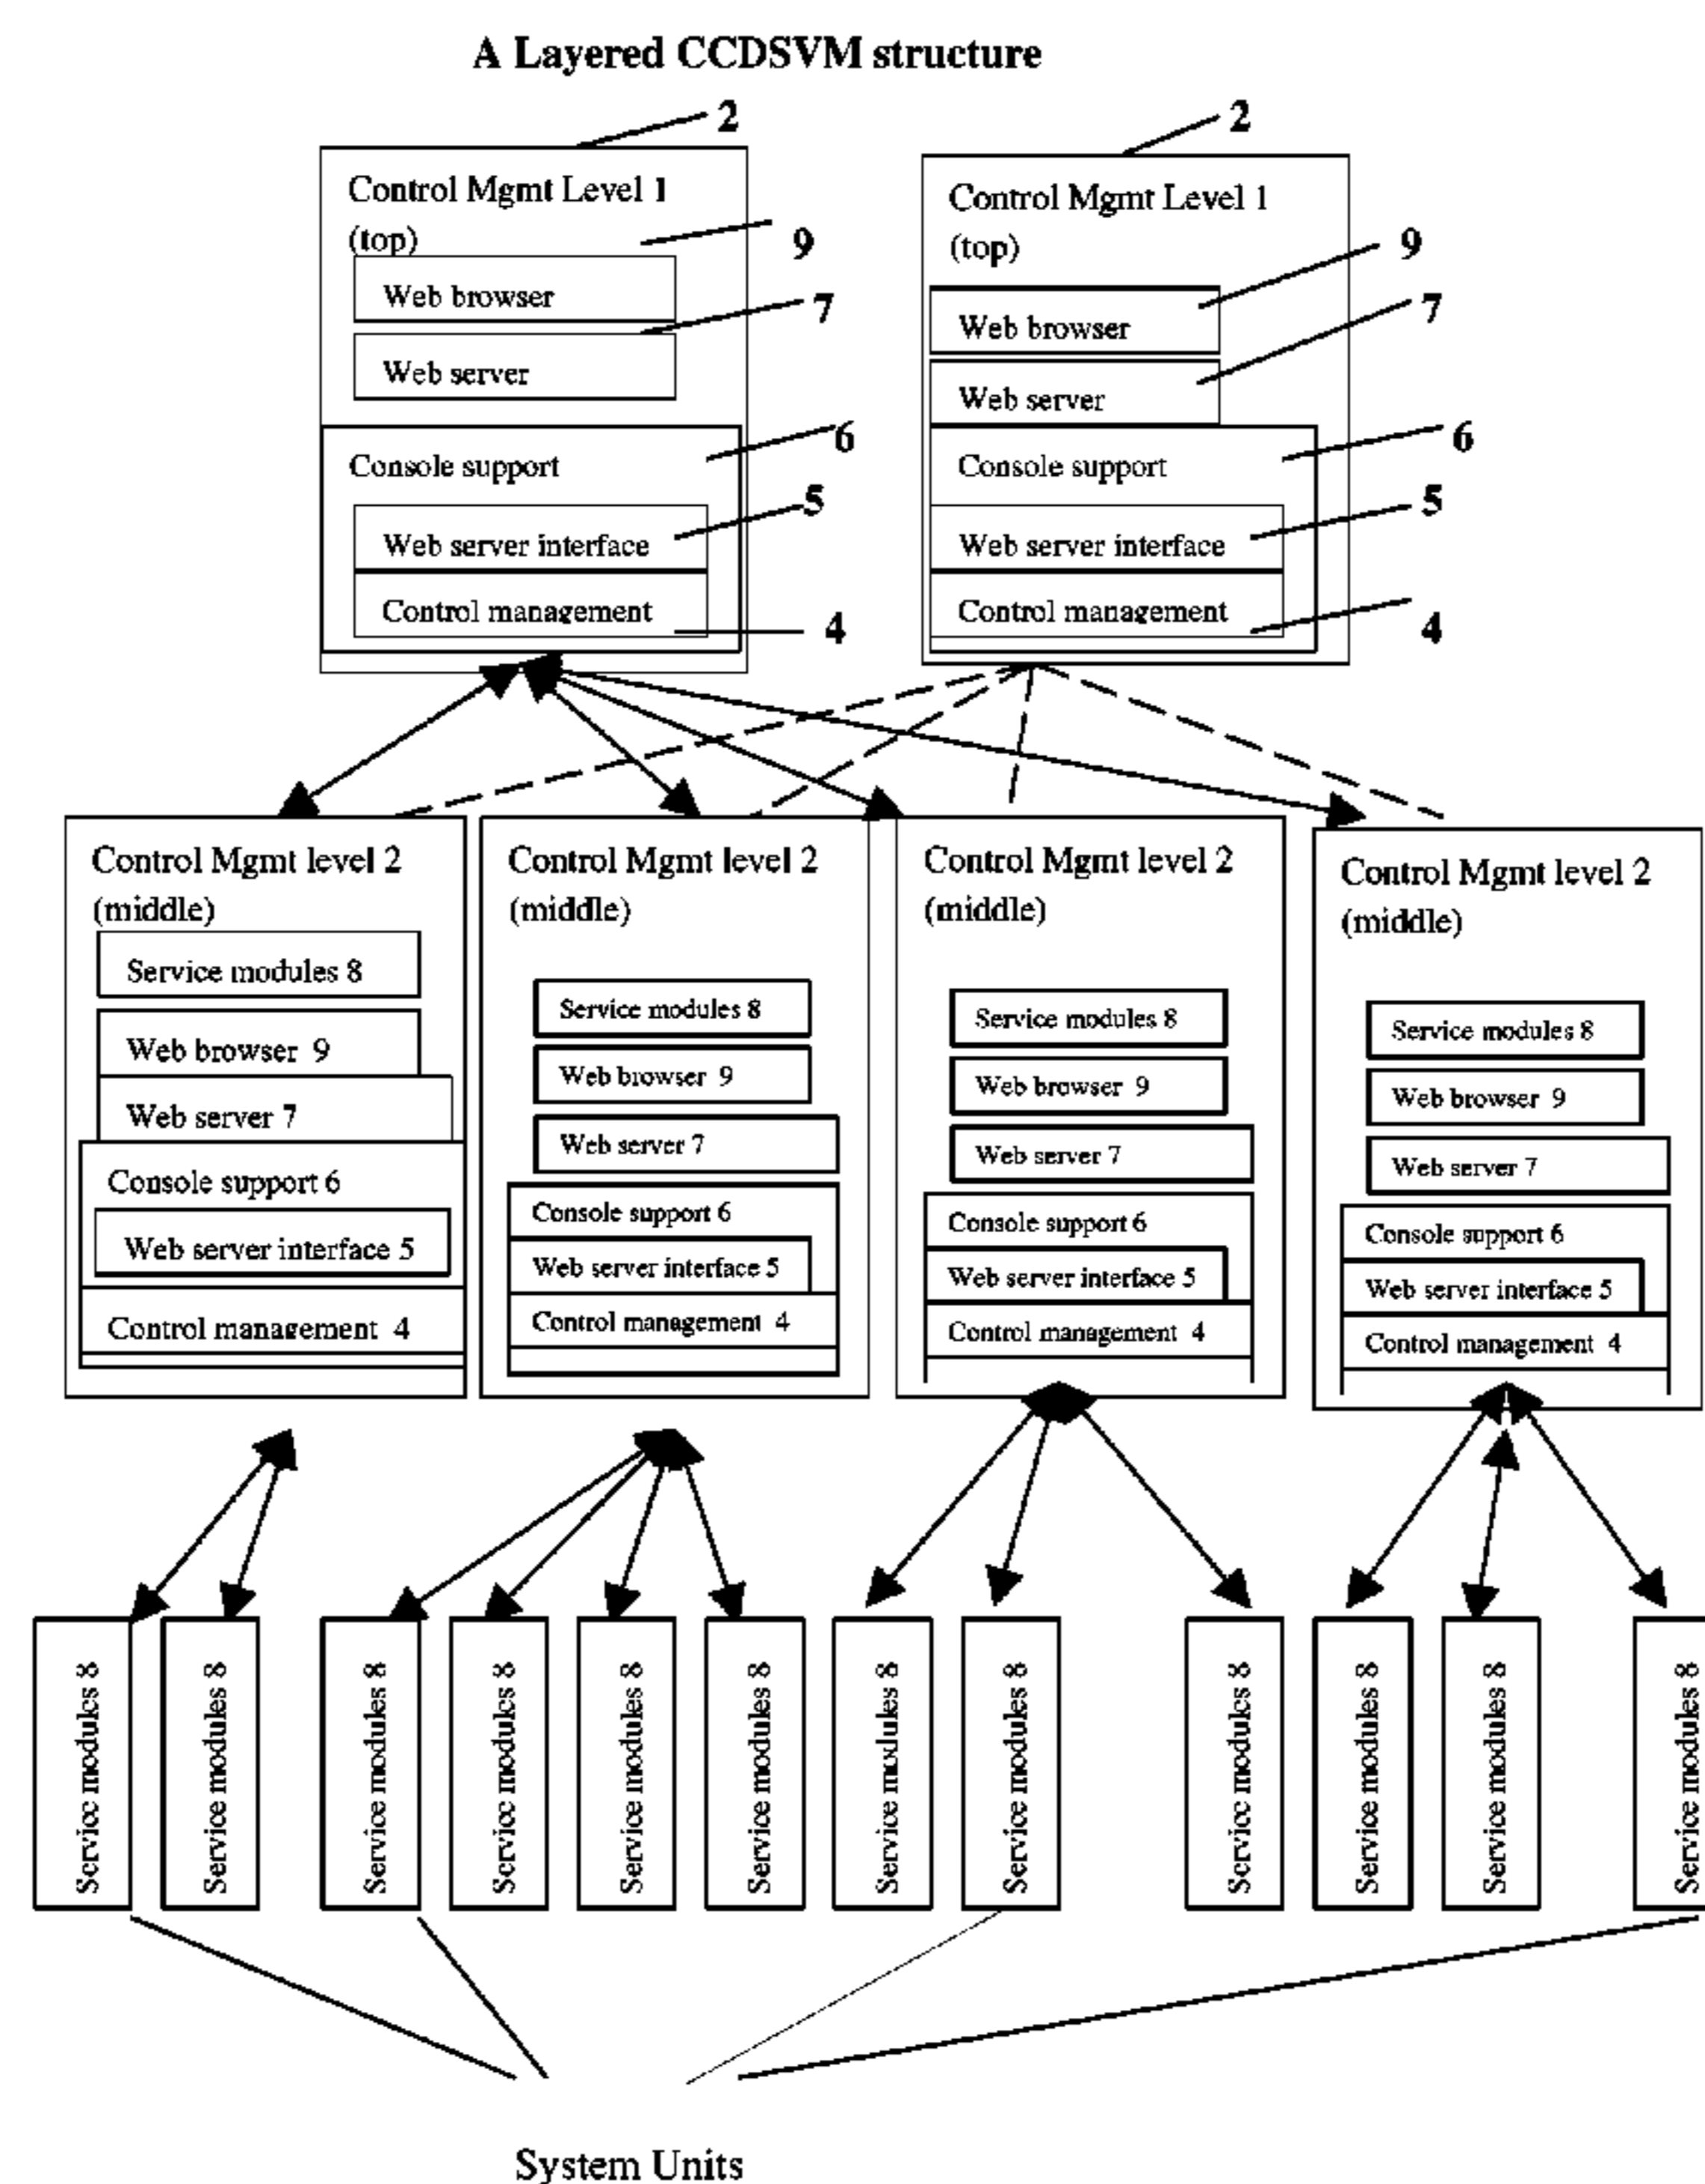 A Layered CCDSVM structure
2
Control Mgmt Level 1
(top)
9
Web browser
7
Web server
6
Console support
5
Web server interface
Control management
4
2
Control Mgmt Level 1
(top)
9
Web browser
7
Web server
6
Console support
5
Web server interface
Control management
4
Control Mgmt level 2
(middle)
Service modules 8
Web browser 9
Web server 7
Console support 6
Web server interface 5
Control management 4
Control Mgmt level 2
(middle)
Service modules 8
Web browser 9
Web server 7
Console support 6
Web server interface 5
Control management 4
Control Mgmt level 2
(middle)
Service modules 8
Web browser 9
Web server 7
Console support 6
Web server interface 5
Control management 4
Control Mgmt level 2
(middle)
Service modules 8
Web browser 9
Web server 7
Console support 6
Web server interface 5
Control management 4
Service modules 8
Service modules 8
Service modules 8
Service modules 8
Service modules 8
Service modules 8
Service modules 8
Service modules 8
Service modules 8
Service modules 8
Service modules 8
Service modules 8
System Units